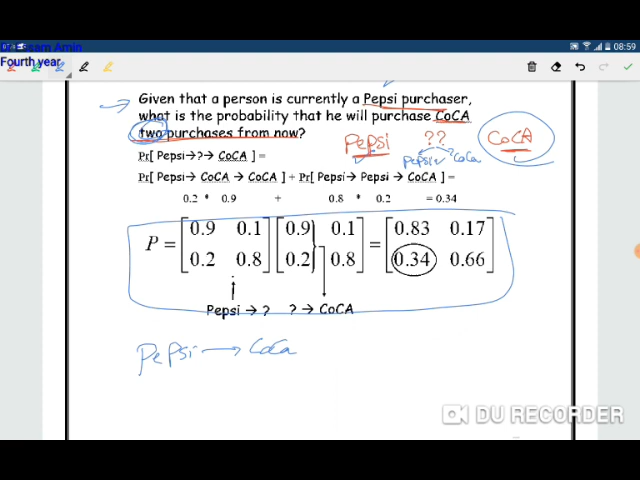 08:59
Fourth year
Given that a person is currently a Pepsi purchaser,
what is the probability that he will purchase CoCA
two purchases from now?
Pepsi ?? CoCA
Pepsi CoCa
Pr[ Pepsi→?→ CoCA ] =
Pr[ Pepsi→ CoCA → CoCA ] + Pr[ Pepsi→ Pepsi → CoCA ] =
0.2 * 0.9 + 0.8 * 0.2 = 0.34
P = [0.9 0.1] [0.9 0.1] = [0.83 0.17]
[0.2 0.8] [0.2 0.8] = [0.34 0.66]
Pepsi → ? ? → CoCA
Pepsi → CoCa
DU RECORDER